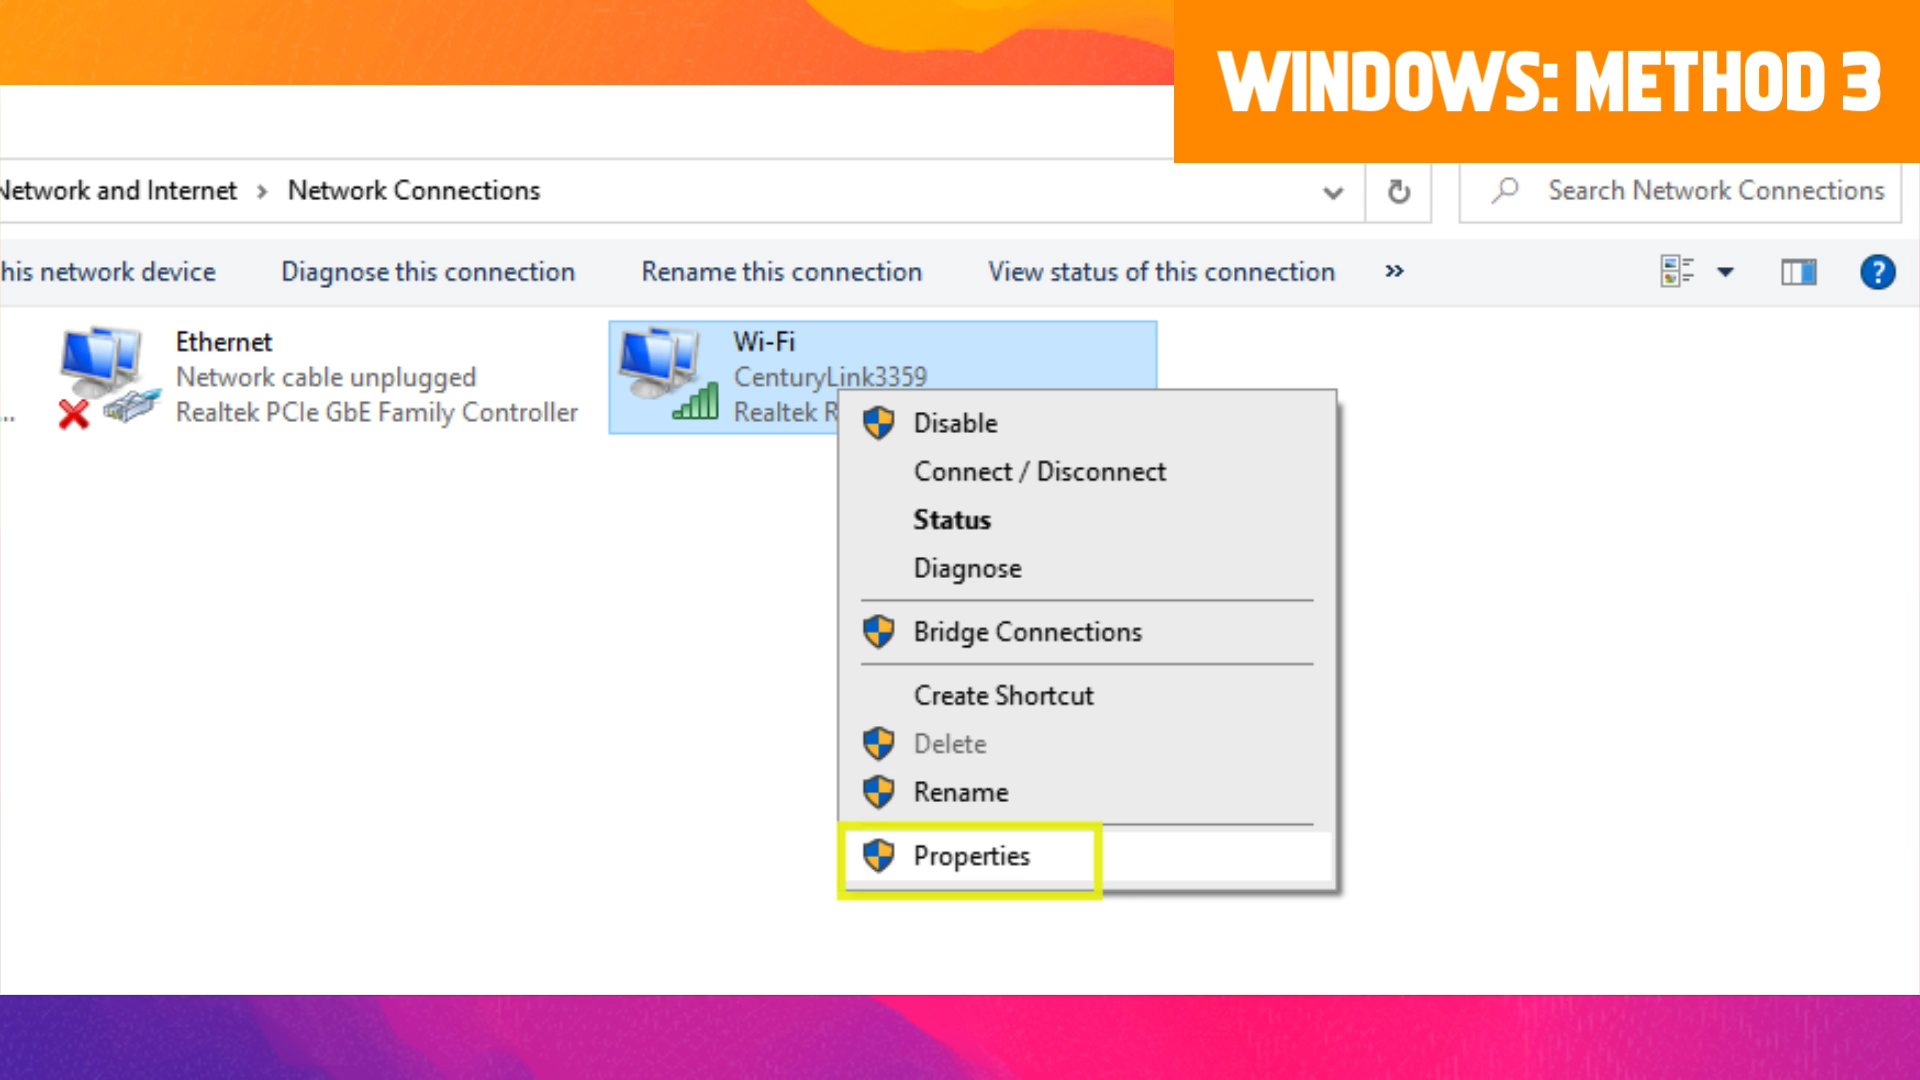 WINDOWS: METHOD 3
Network and Internet > Network Connections
Search Network Connections
his network device
Diagnose this connection
Rename this connection
View status of this connection
»
?
...
Ethernet
Network cable unplugged
Realtek PCIe GbE Family Controller
Wi-Fi
CenturyLink3359
Realtek R
Disable
Connect / Disconnect
Status
Diagnose
Bridge Connections
Create Shortcut
Delete
Rename
Properties